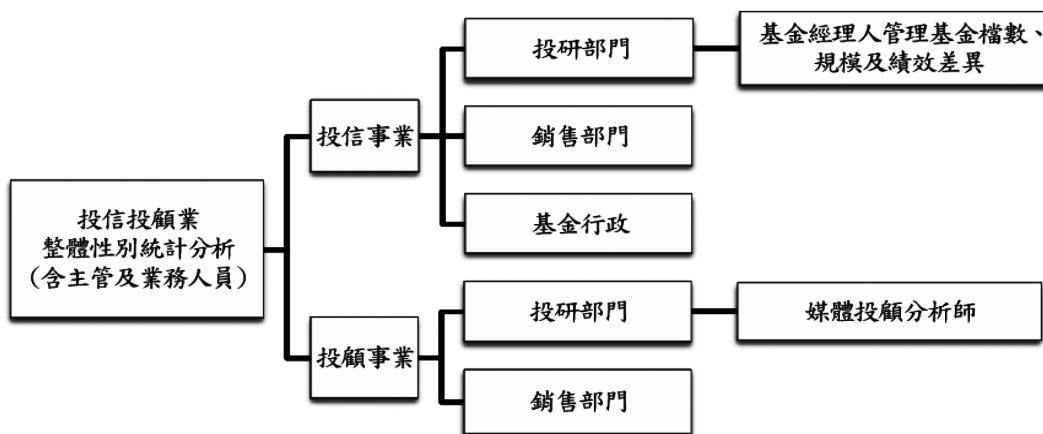 投信投顧業
整體性別統計分析
（含主管及業務人員）
投信事業
投研部門
基金經理人管理基金檔數、
規模及績效差異
銷售部門
基金行政
投顧事業
投研部門
媒體投顧分析師
銷售部門